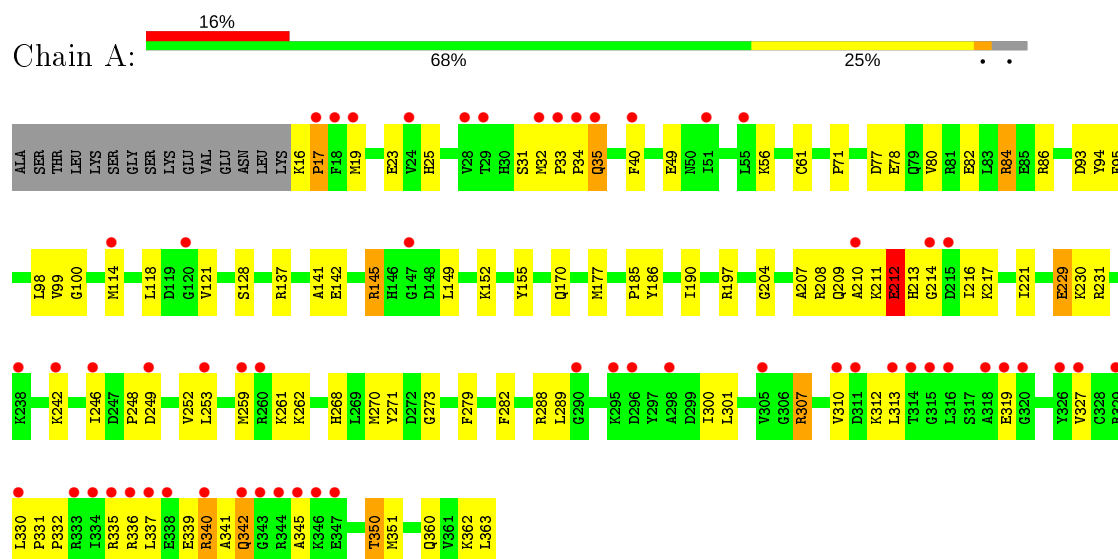 16%
Chain A:
68% 25% • •
ALA SER THR LEU LYS SER GLY SER LYS GLU VAL GLU ASN LEU LYS K16 P17 F18 M19 E23 V24 H25 V28 T29 H30 S31 M32 P33 P34 Q35 F40 E49 N50 I51 L55 K56 C61 P71 D77 E78 Q79 V80 R81 E82 L83 R84 E85 R86 D93 Y94
L98 V99 G100 M114 L118 D119 G120 V121 S128 R137 A141 E142 R145 H146 G147 D148 L149 K152 Y155 Q170 M177 P185 Y186 I190 R197 G204 A207 R208 Q209 A210 K211 E212 H213 G214 D215 I216 K217 I221 E229 K230 R231
K238 K242 I246 D247 P248 D249 V252 L253 M259 R260 K261 K262 H268 L269 M270 Y271 D272 G273 F279 F282 R288 L289 G290 K295 D296 Y297 A298 D299 I300 L301 V305 G306 R307 V310 D311 K312 L313 T314 G315 L316 S317 A318 E319 G320 Y326 V327 C328
L330 P331 P332 R333 I334 R335 R336 L337 E338 E339 R340 A341 Q342 G343 R344 A345 K346 E347 T350 M351 Q360 V361 K362 L363